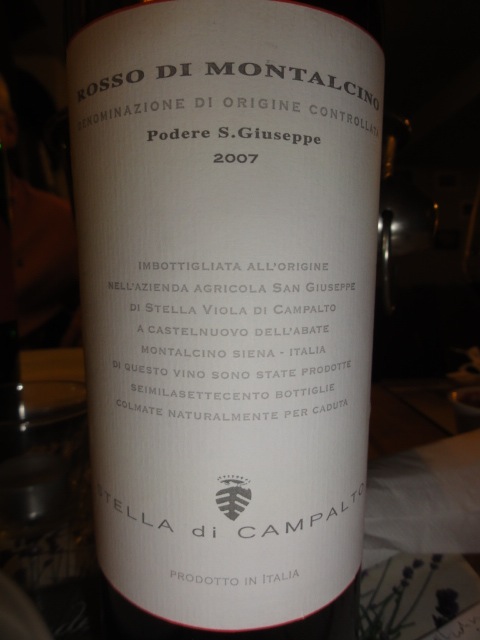 ROSSO DI MONTALCINO
DENOMINAZIONE DI ORIGINE CONTROLLATA
Podere S.Giuseppe
2007
IMBOTTIGLIATA ALL'ORIGINE
NELL'AZIENDA AGRICOLA SAN GIUSEPPE
DI STELLA VIOLA DI CAMPALTO
A CASTELNUOVO DELL'ABATE
MONTALCINO SIENA - ITALIA
DI QUESTO VINO SONO STATE PRODOTTE
SEIMILASETTECENTO BOTTIGLIE
COLMATE NATURALMENTE PER CADUTA
STELLA di CAMPALTO
PRODOTTO IN ITALIA